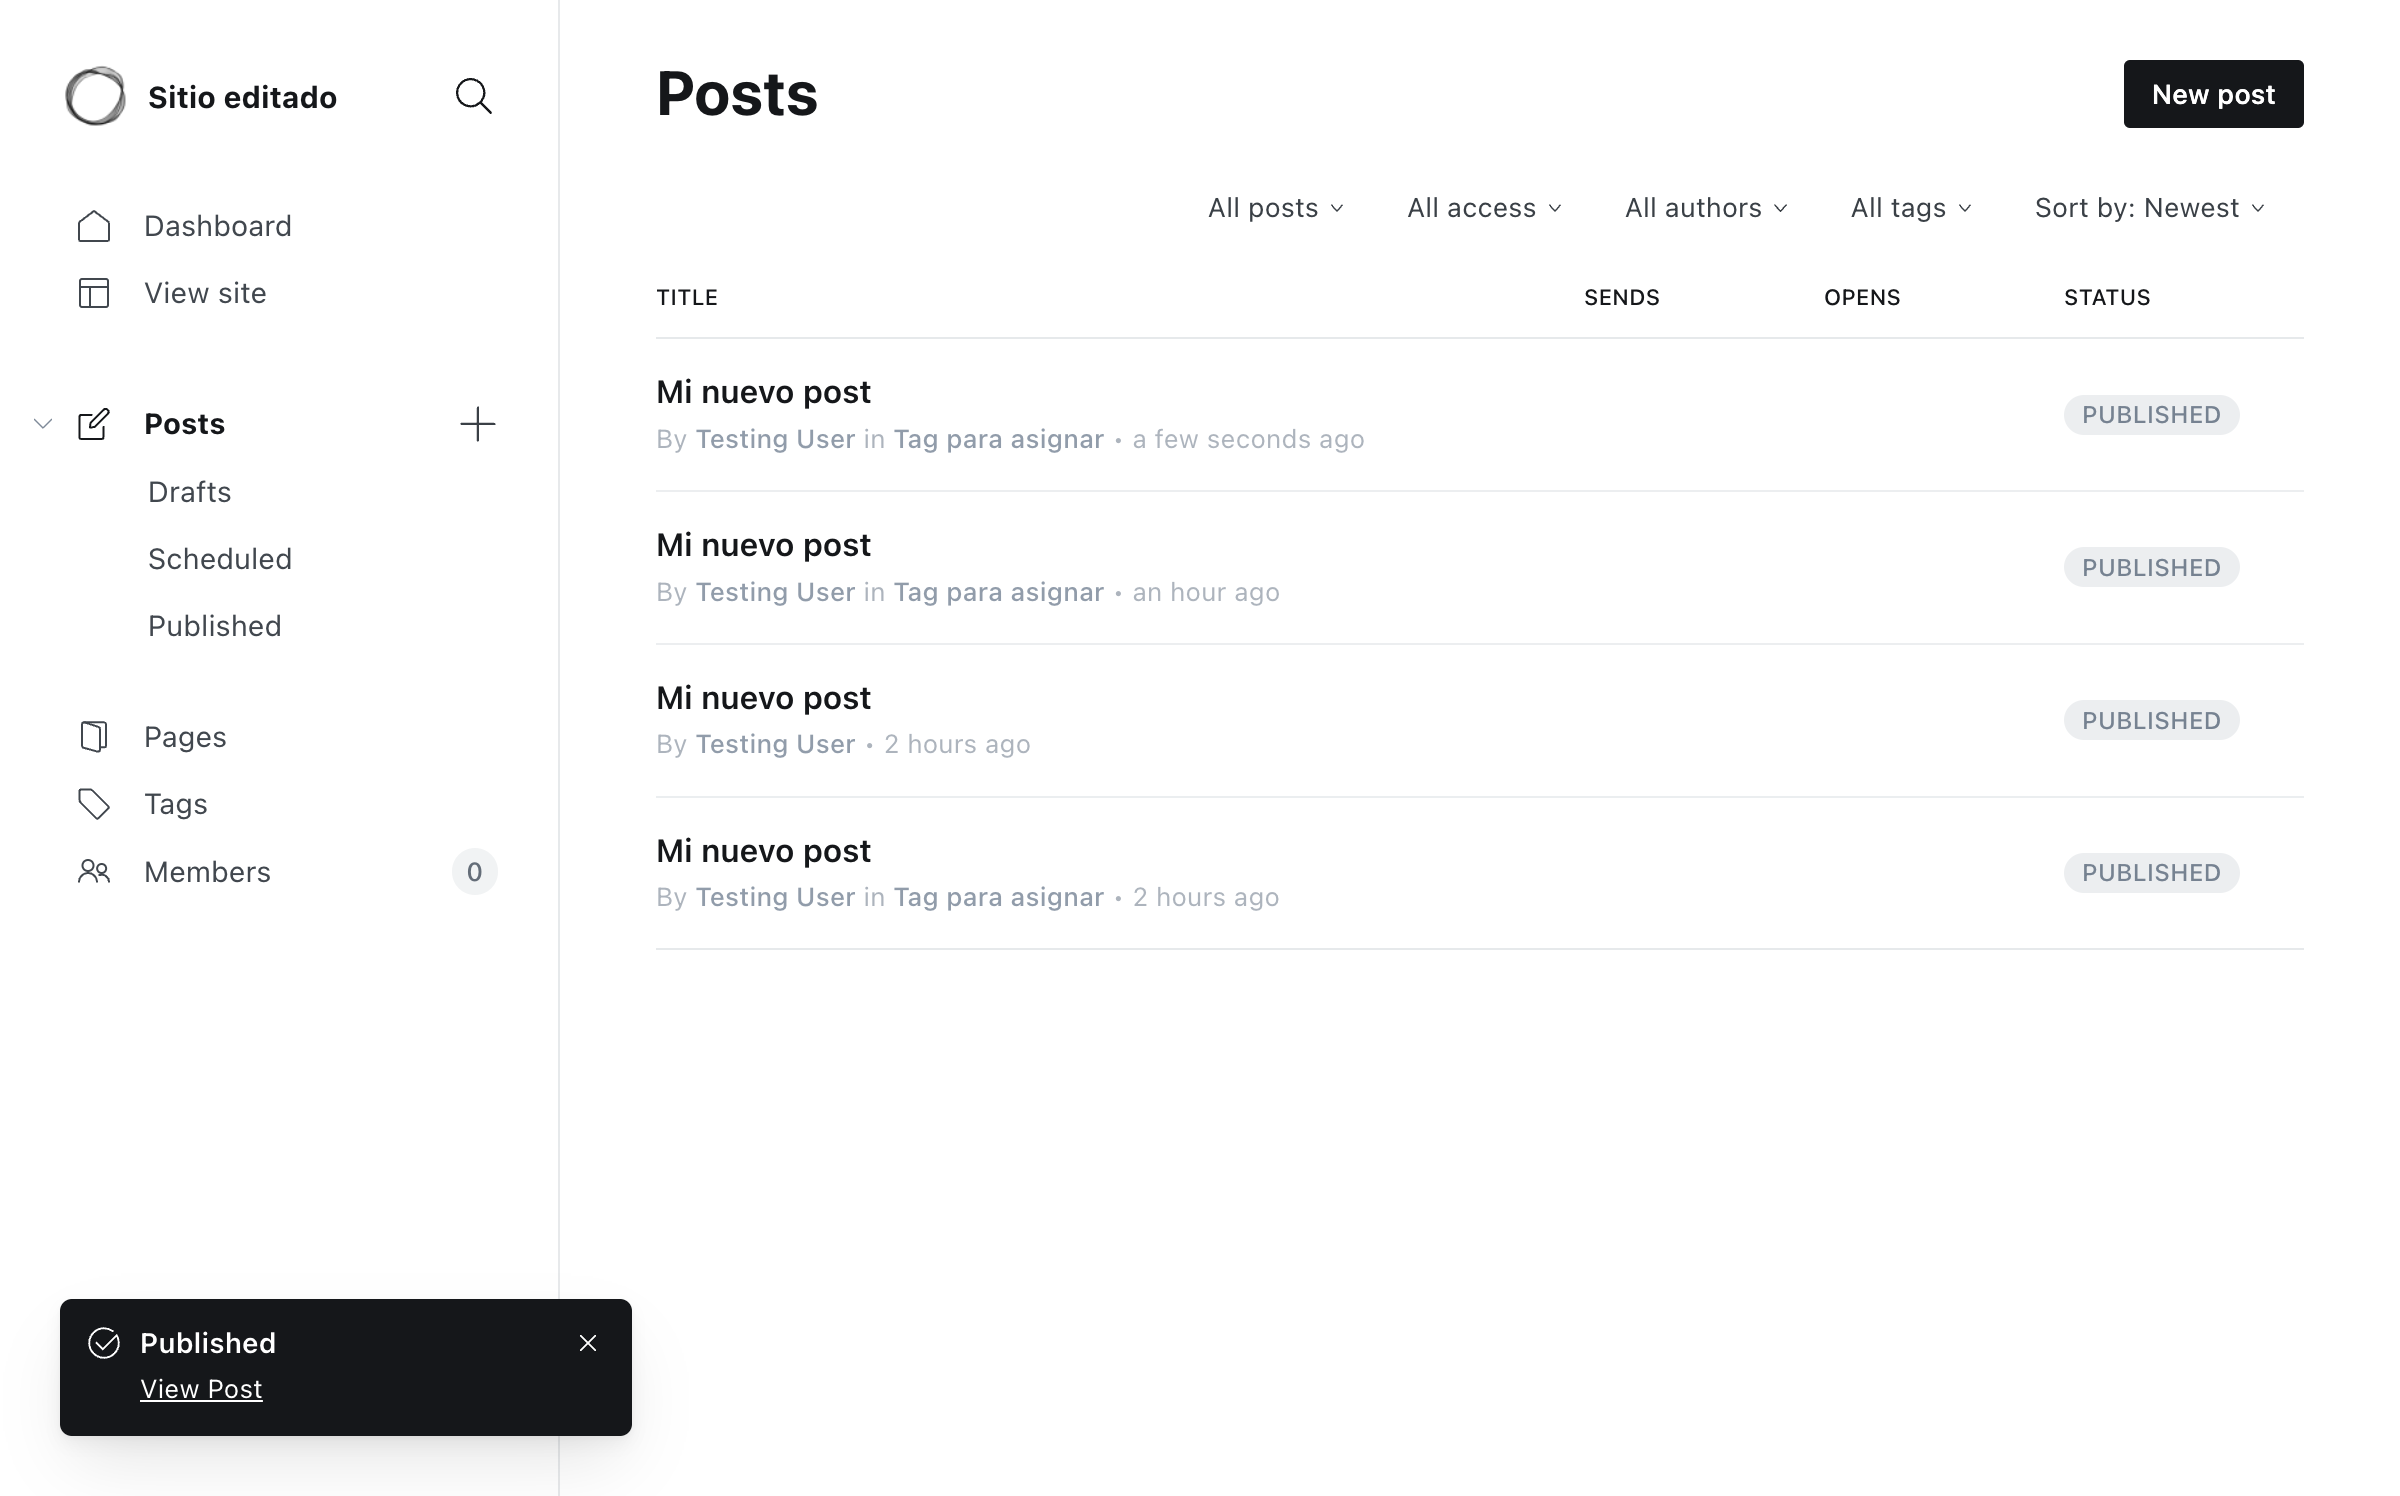 Sitio editado
Dashboard
View site
Posts
Drafts
Scheduled
Published
Pages
Tags
Members 0
Posts
New post
All posts All access All authors All tags Sort by: Newest
TITLE SENDS OPENS STATUS
Mi nuevo post
By Testing User in Tag para asignar • a few seconds ago
PUBLISHED
Mi nuevo post
By Testing User in Tag para asignar • an hour ago
PUBLISHED
Mi nuevo post
By Testing User • 2 hours ago
PUBLISHED
Mi nuevo post
By Testing User in Tag para asignar • 2 hours ago
PUBLISHED
Published
View Post